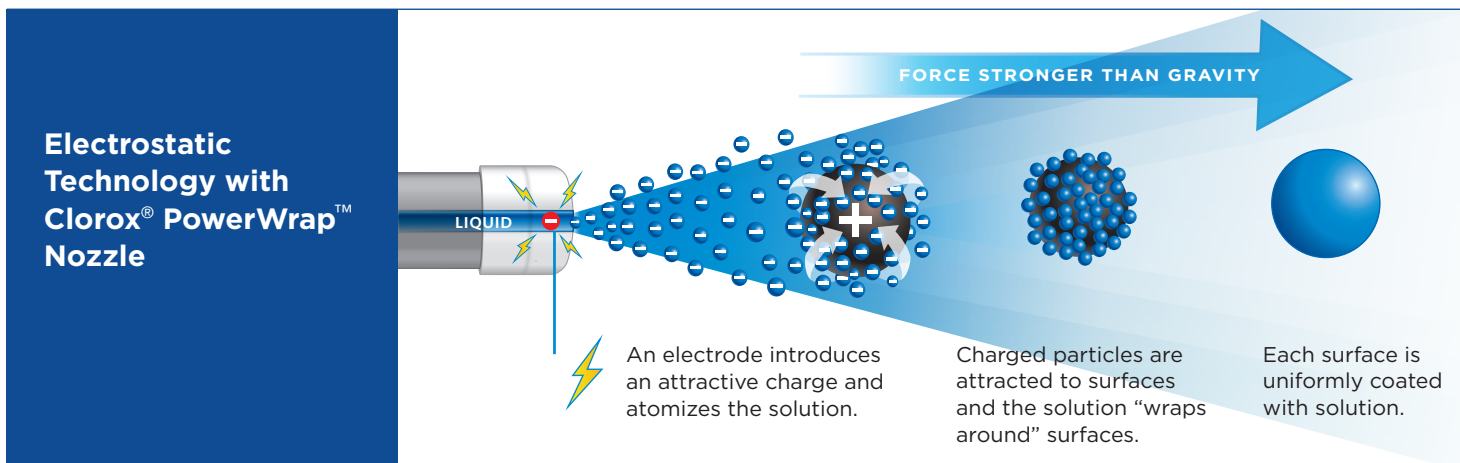 Electrostatic
Technology with
Clorox® PowerWrap™
Nozzle
FORCE STRONGER THAN GRAVITY
LIQUID
An electrode introduces
an attractive charge and
atomizes the solution.
Charged particles are
attracted to surfaces
and the solution “wraps
around” surfaces.
Each surface is
uniformly coated
with solution.